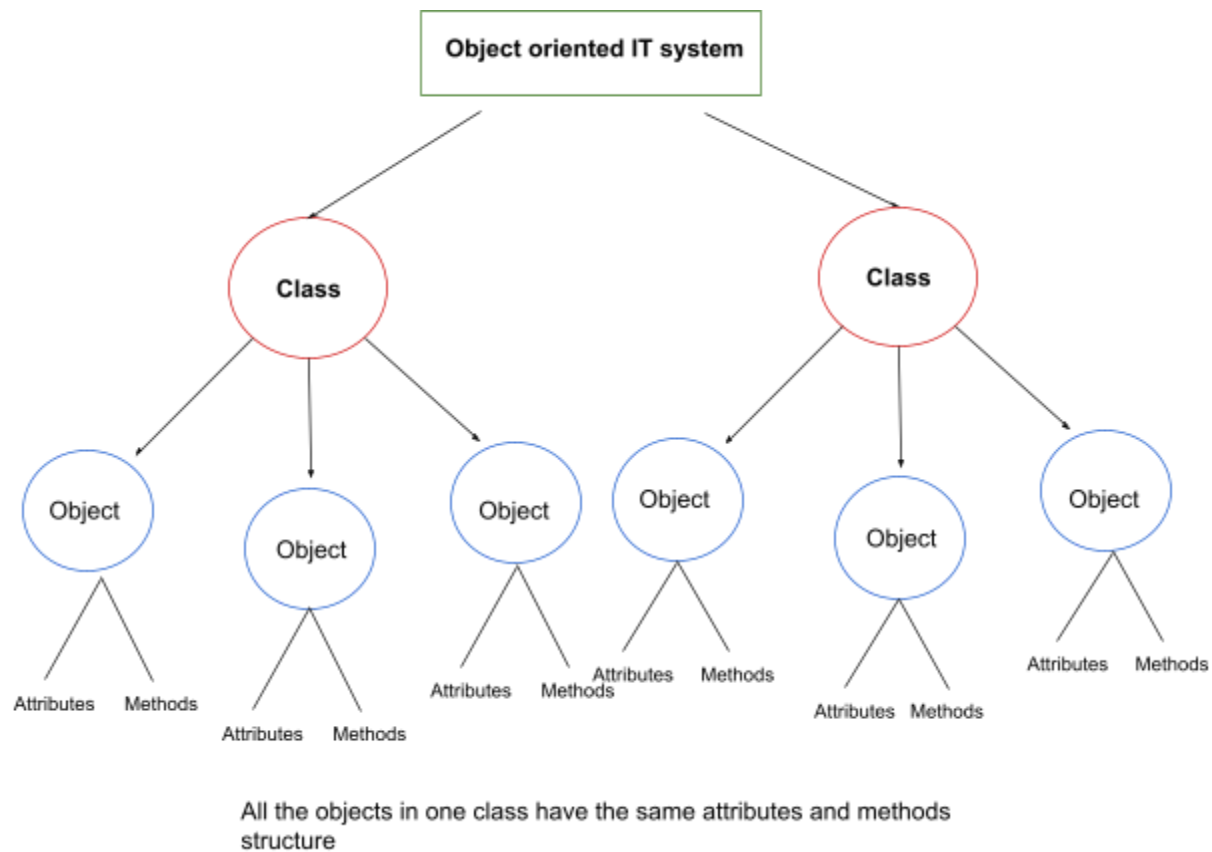 Object oriented IT system
Class
Class
Object
Object
Object
Object
Object
Object
Attributes
Methods
Attributes
Methods
Attributes
Methods
Attributes
Methods
Attributes
Methods
Attributes
Methods
All the objects in one class have the same attributes and methods
structure